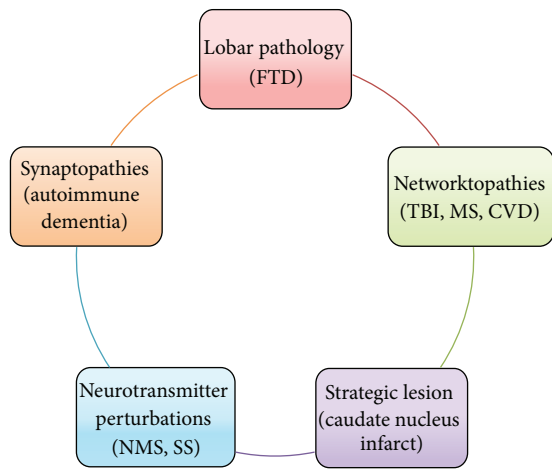 Lobar pathology
(FTD)
Networktopathies
(TBI, MS, CVD)
Strategic lesion
(caudate nucleus
infarct)
Neurotransmitter
perturbations
(NMS, SS)
Synaptopathies
(autoimmune
dementia)